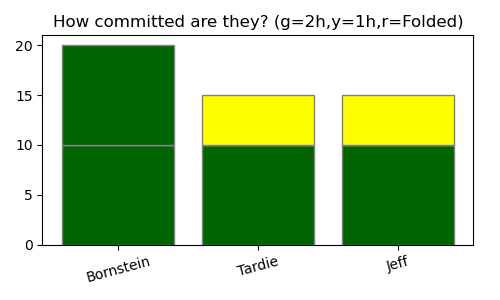 How committed are they? (g=2h,y=1h,r=Folded)
20
15
10
5
0
Bornstein
Tardie
Jeff